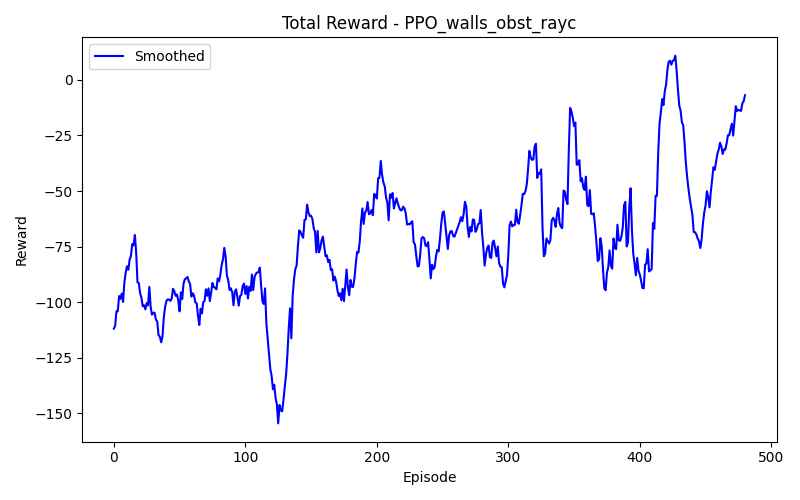 Total Reward - PPO_walls_obst_rayc
Smoothed
Reward
0
−25
−50
−75
−100
−125
−150
0 100 200 300 400 500
Episode